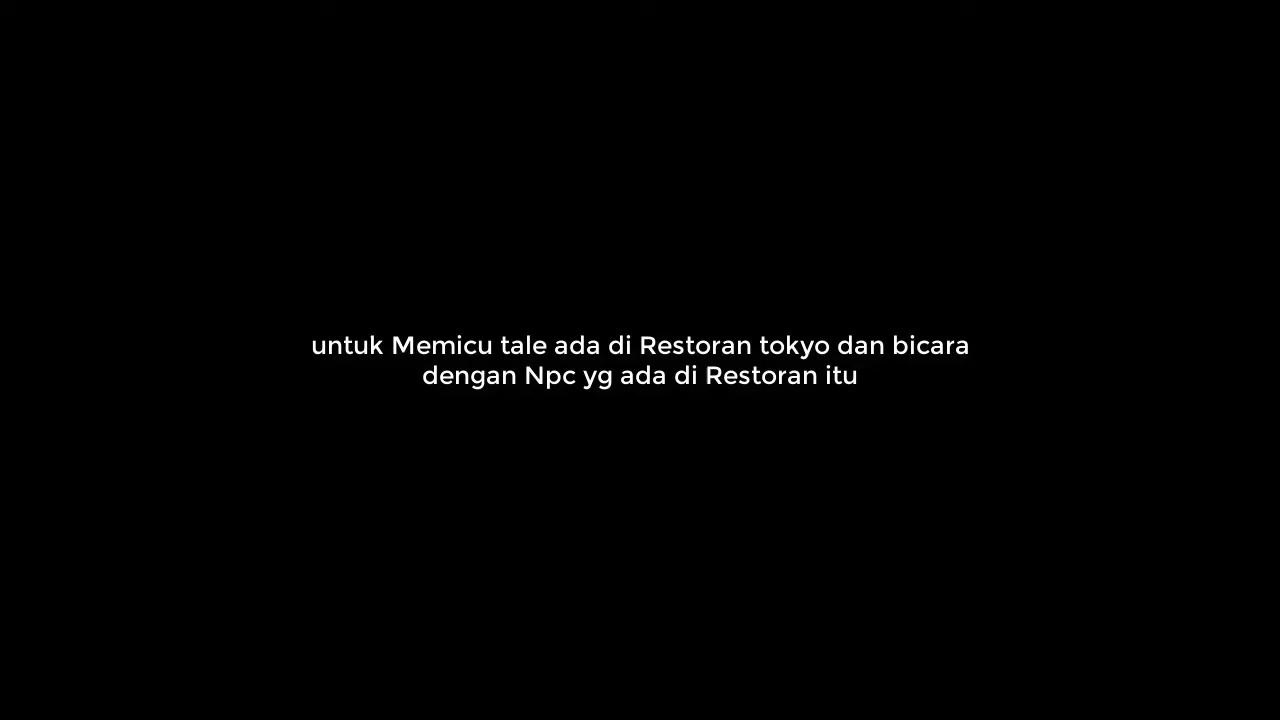 untuk Memicu tale ada di Restoran tokyo dan bicara
dengan Npc yg ada di Restoran itu